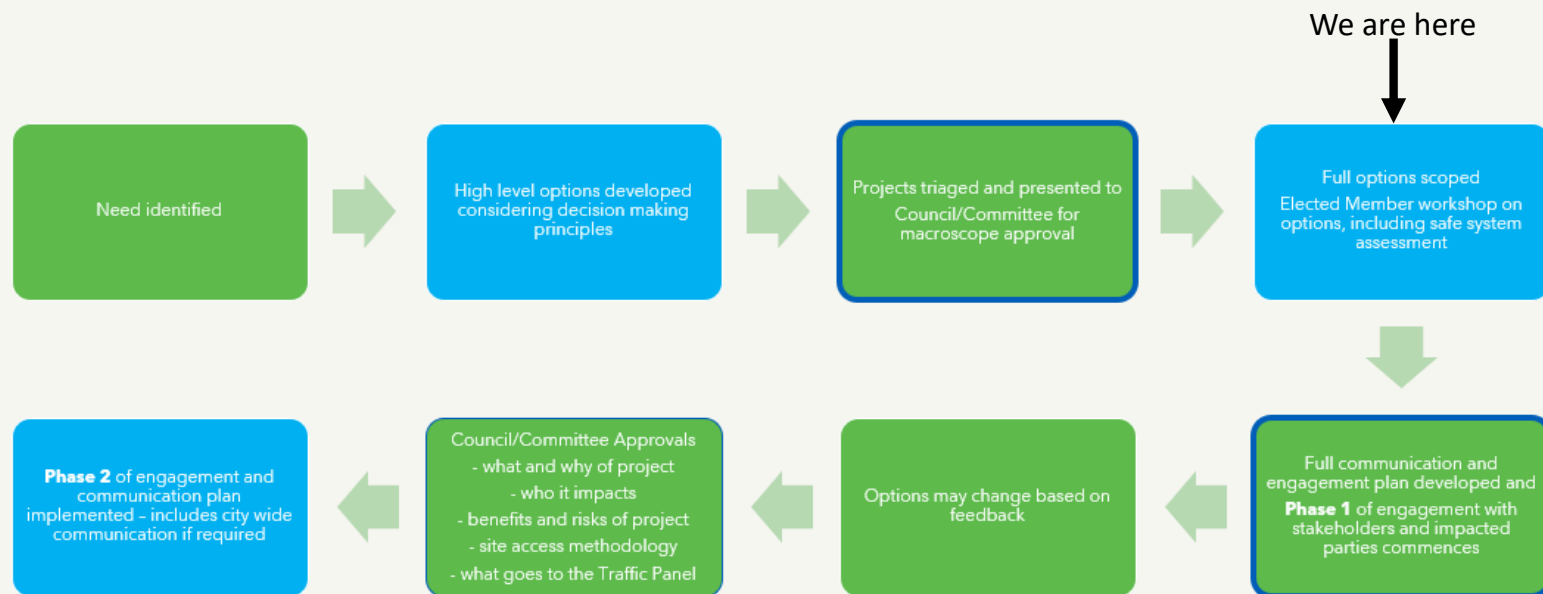 We are here
Need identified
High level options developed
considering decision making
principles
Projects triaged and presented to
Council/Committee for
macroscope approval
Full options scoped
Elected Member workshop on
options, including safe system
assessment
Full communication and
engagement plan developed and
Phase 1 of engagement with
stakeholders and impacted
parties commences
Options may change based on
feedback
Council/Committee Approvals
- what and why of project
- who it impacts
- benefits and risks of project
- site access methodology
- what goes to the Traffic Panel
Phase 2 of engagement and
communication plan
implemented – includes city wide
communication if required